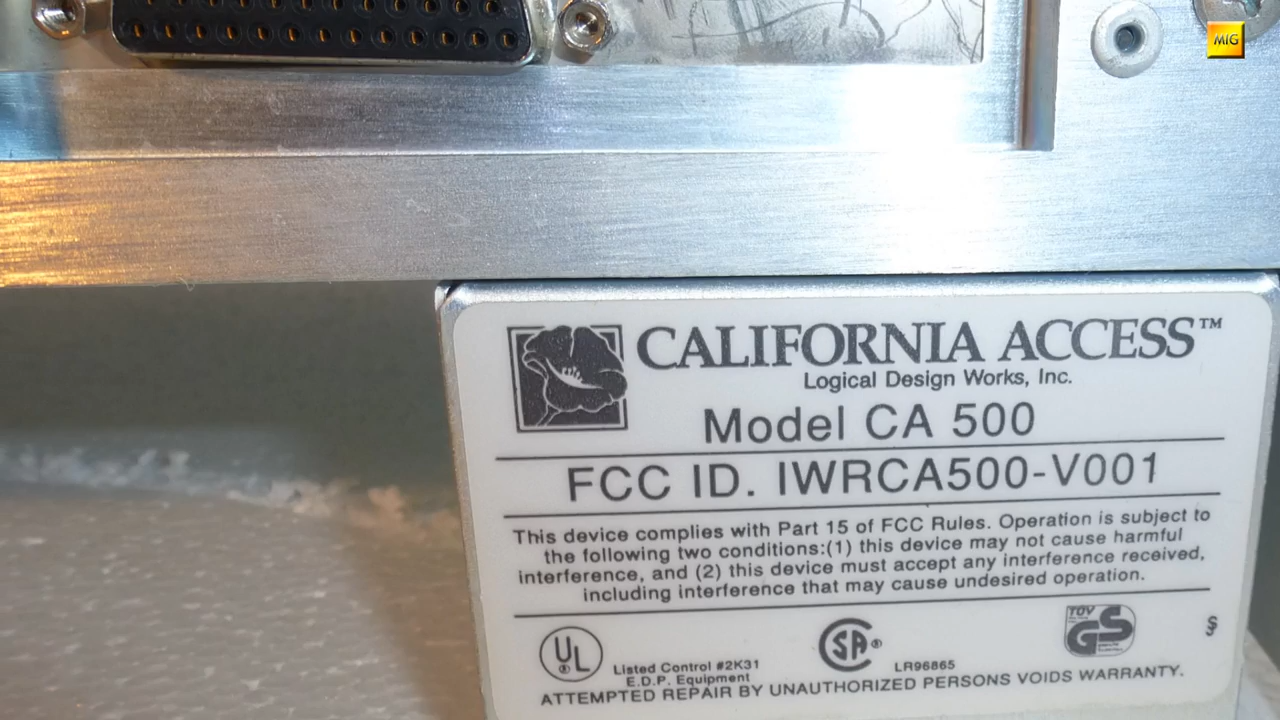 MIG
CALIFORNIA ACCESS™
Logical Design Works, Inc.
Model CA 500
FCC ID. IWRCA500-V001
This device complies with Part 15 of FCC Rules. Operation is subject to
the following two conditions:(1) this device may not cause harmful
interference, and (2) this device must accept any interference received,
including interference that may cause undesired operation.
UL
Listed Control #2K31
E.D.P. Equipment
SA®
LR96865
TÜV
GS
ATTEMPTED REPAIR BY UNAUTHORIZED PERSONS VOIDS WARRANTY.